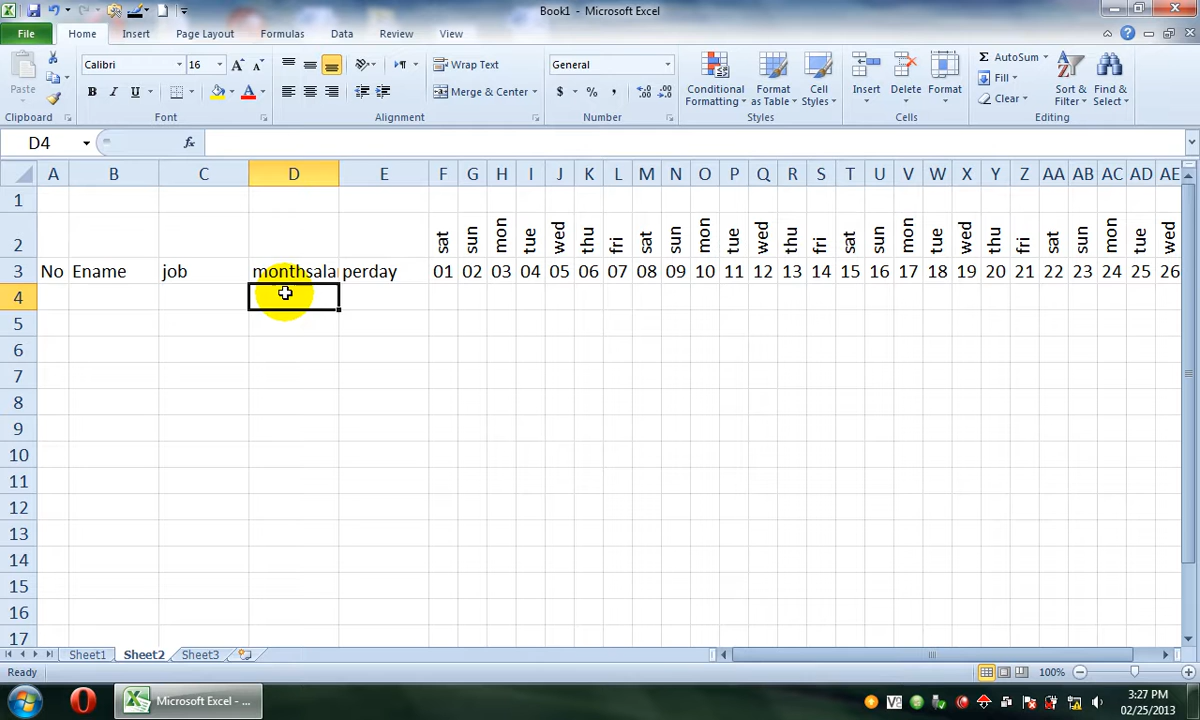 Book1 - Microsoft Excel
File Home Insert Page Layout Formulas Data Review View
Paste
Clipboard
Calibri 16
B I U
Font
Wrap Text
Merge & Center
Alignment
General
$ % ,
Number
Conditional Formatting
Format as Table
Cell Styles
Styles
Insert Delete Format
Cells
AutoSum
Fill
Clear
Sort & Filter
Find & Select
Editing
D4 fx
A B C D E F G H I J K L M N O P Q R S T U V W X Y Z AA AB AC AD AE
1
2 sat sun mon tue wed thu fri sat sun mon tue wed thu fri sat sun mon tue wed thu fri sat sun mon tue wed
3 No Ename job monthsalar perday 01 02 03 04 05 06 07 08 09 10 11 12 13 14 15 16 17 18 19 20 21 22 23 24 25 26
4
5
6
7
8
9
10
11
12
13
14
15
16
17
Sheet1 Sheet2 Sheet3
Ready 100%
Microsoft Excel - ...
3:27 PM
02/25/2013